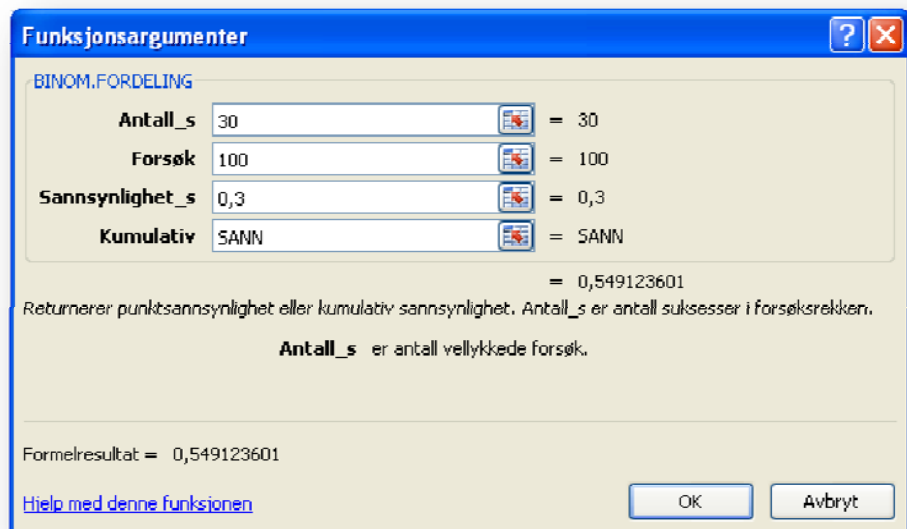 Funksjonsargumenter
BINOM.FORDELING
Antall_s 30 = 30
Forsøk 100 = 100
Sannsynlighet_s 0,3 = 0,3
Kumulativ SANN = SANN
= 0,549123601
Returnerer punktsannsynlighet eller kumulativ sannsynlighet. Antall_s er antall suksesser i forsøksrekken.
Antall_s er antall vellykkede forsøk.
Formelresultat = 0,549123601
Hjelp med denne funksjonen OK Avbryt